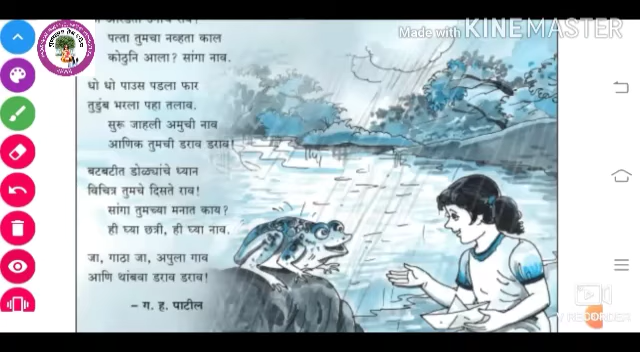 पत्ता तुमचा नव्हता काल
कोठुनि आला? सांगा नाव.
धो धो पाउस पडला फार
तुडुंब भरला पहा तलाव.
सुरू जाहली अमुची नाव
आणिक तुमची डराव डराव!
बटबटीत डोळ्यांचे ध्यान
विचित्र तुमचे दिसते राव!
सांगा तुमच्या मनात काय?
ही घ्या छत्री, ही घ्या नाव.
जा, गाठा जा, अपुला गाव
आणि थांबवा डराव डराव!
– ग. ह. पाटील
Made with KINEMASTER
RECORDER